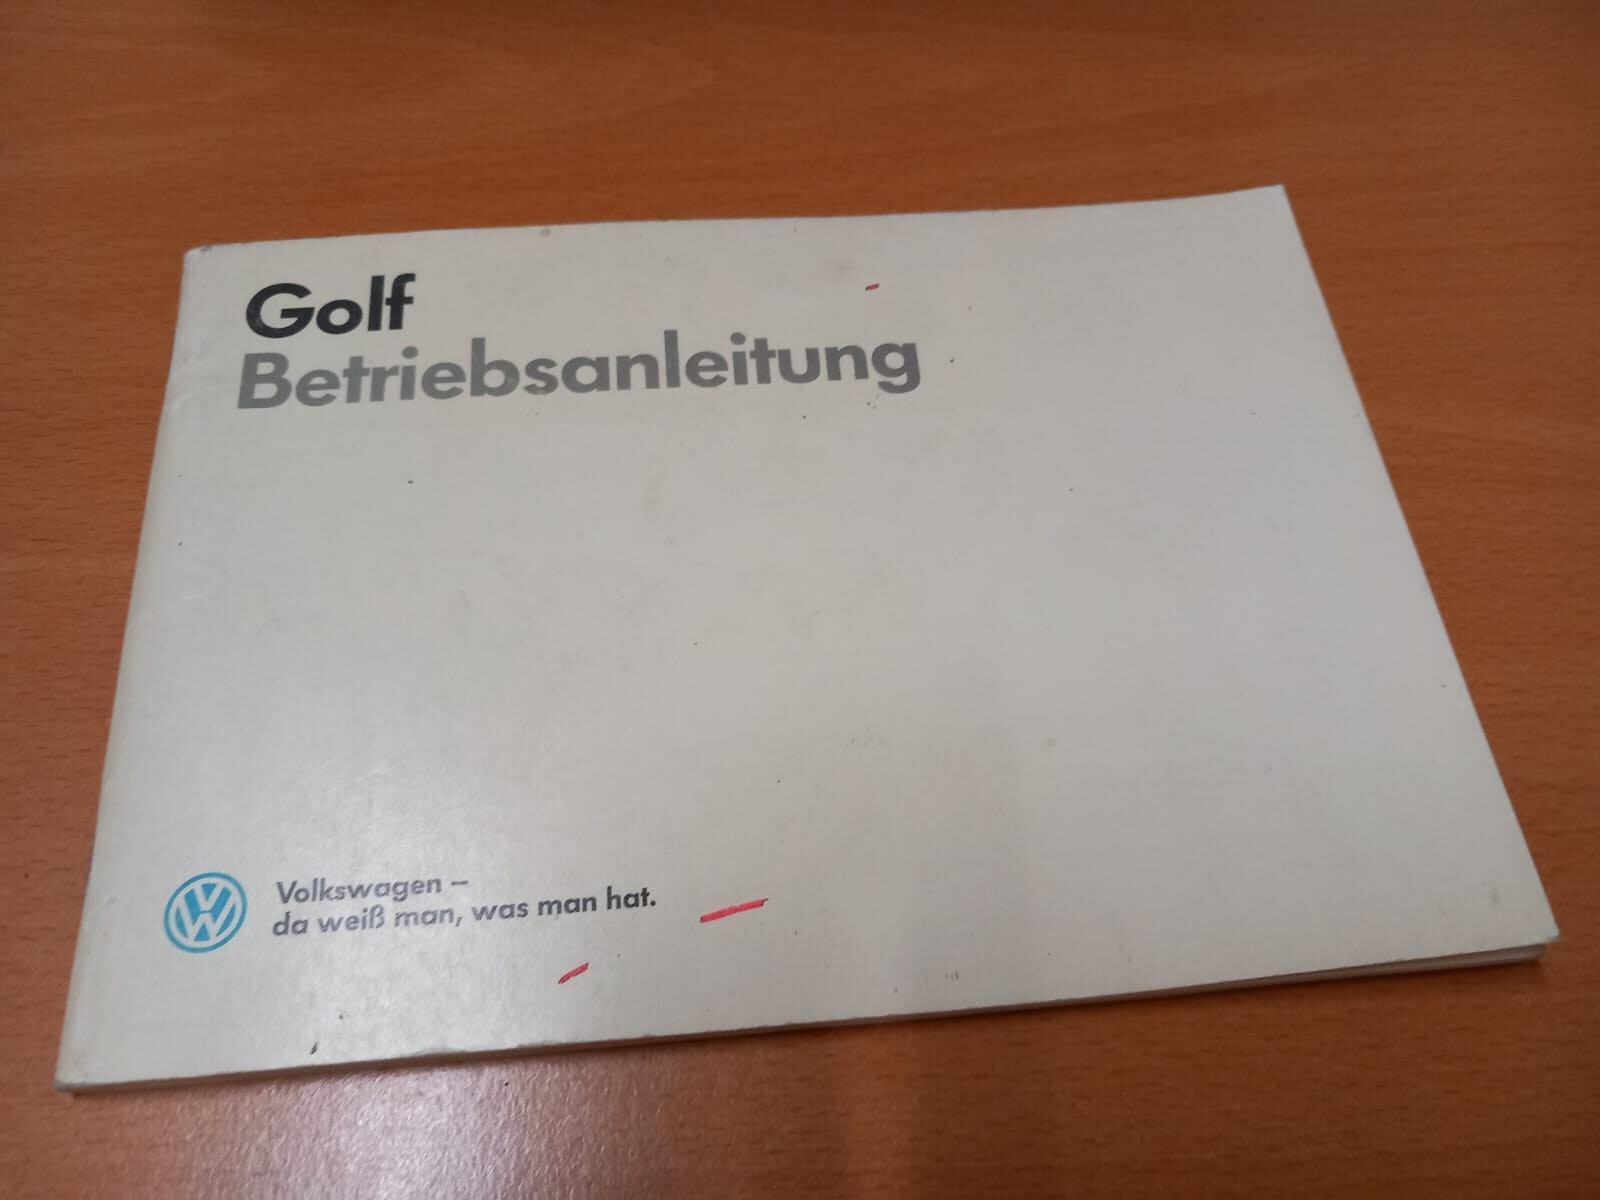 Golf
Betriebsanleitung
Volkswagen –
da weiß man, was man hat.